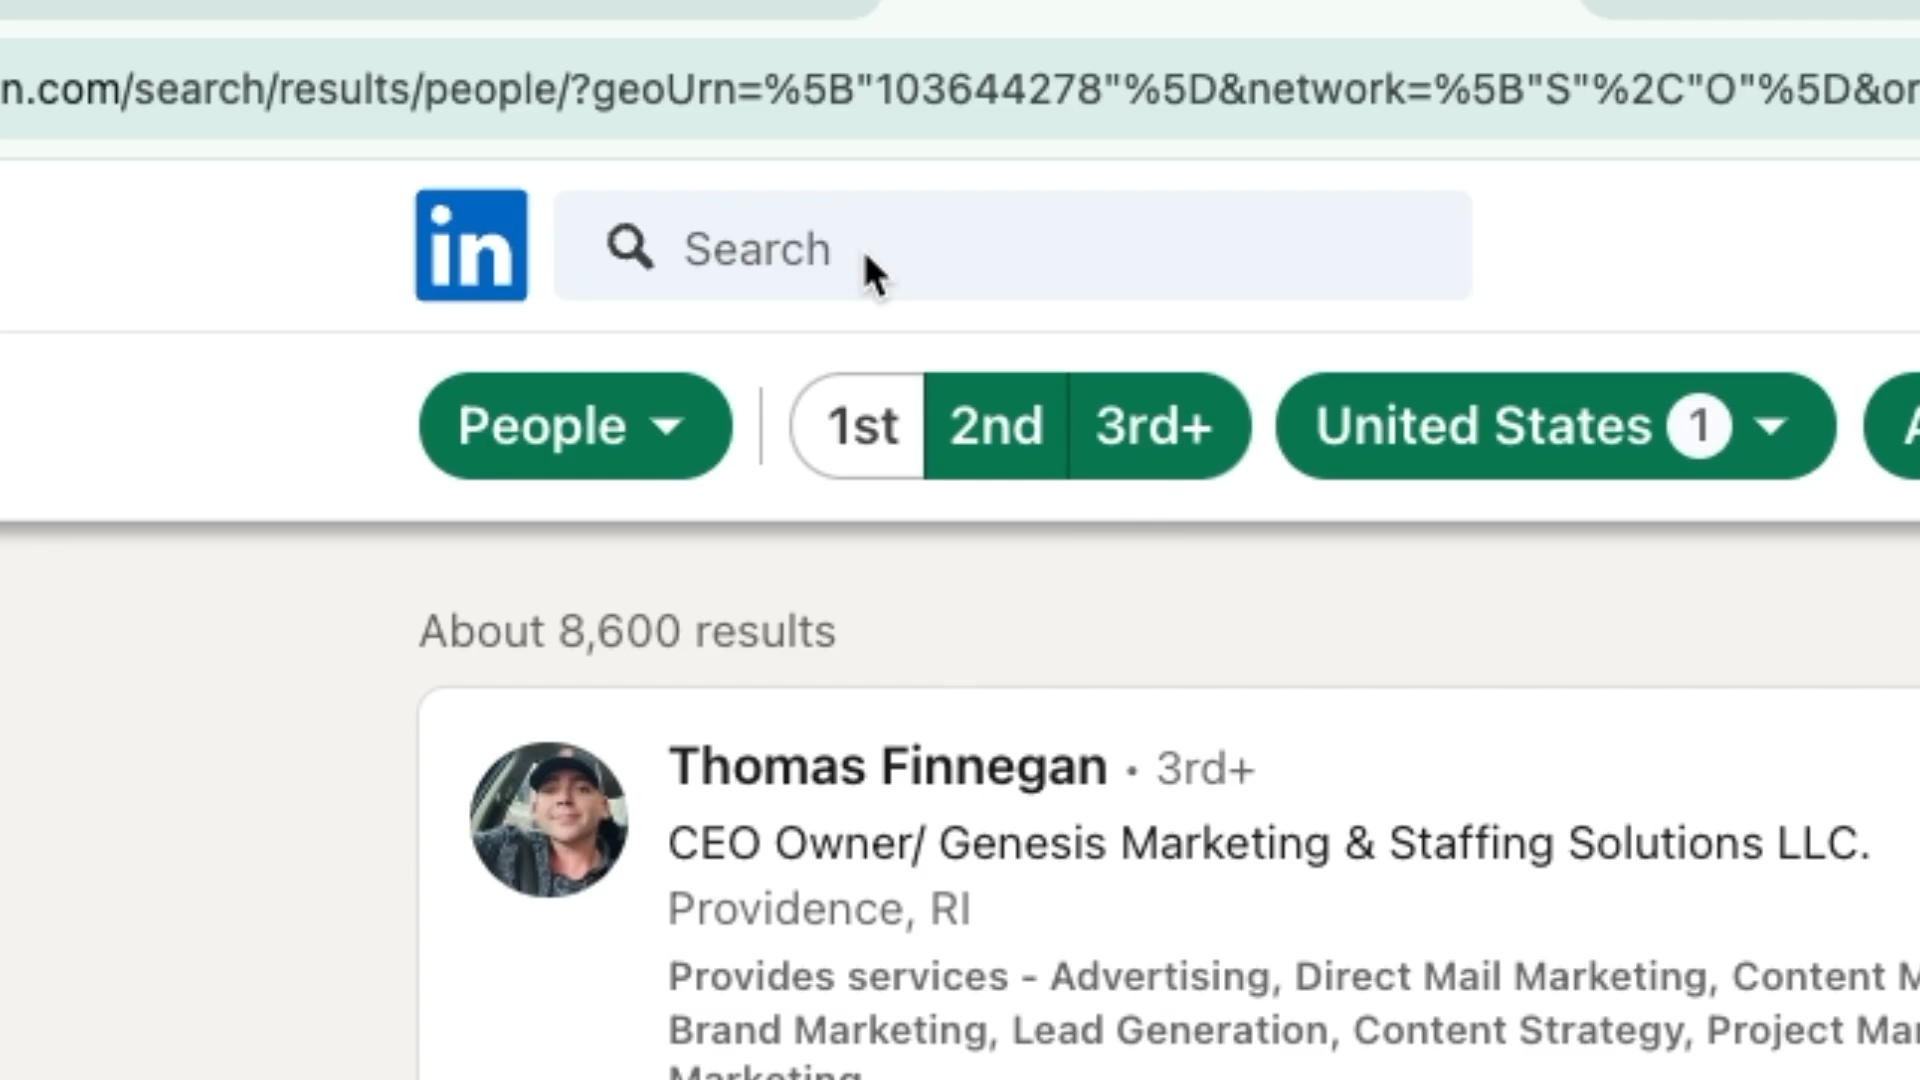 n.com/search/results/people/?geoUrn=%5B"103644278"%5D&network=%5B"S"%2C"O"%5D&or
in
Search
People
1st 2nd 3rd+
United States 1
About 8,600 results
Thomas Finnegan • 3rd+
CEO Owner/ Genesis Marketing & Staffing Solutions LLC.
Providence, RI
Provides services - Advertising, Direct Mail Marketing, Content M
Brand Marketing, Lead Generation, Content Strategy, Project Mar
Marketing